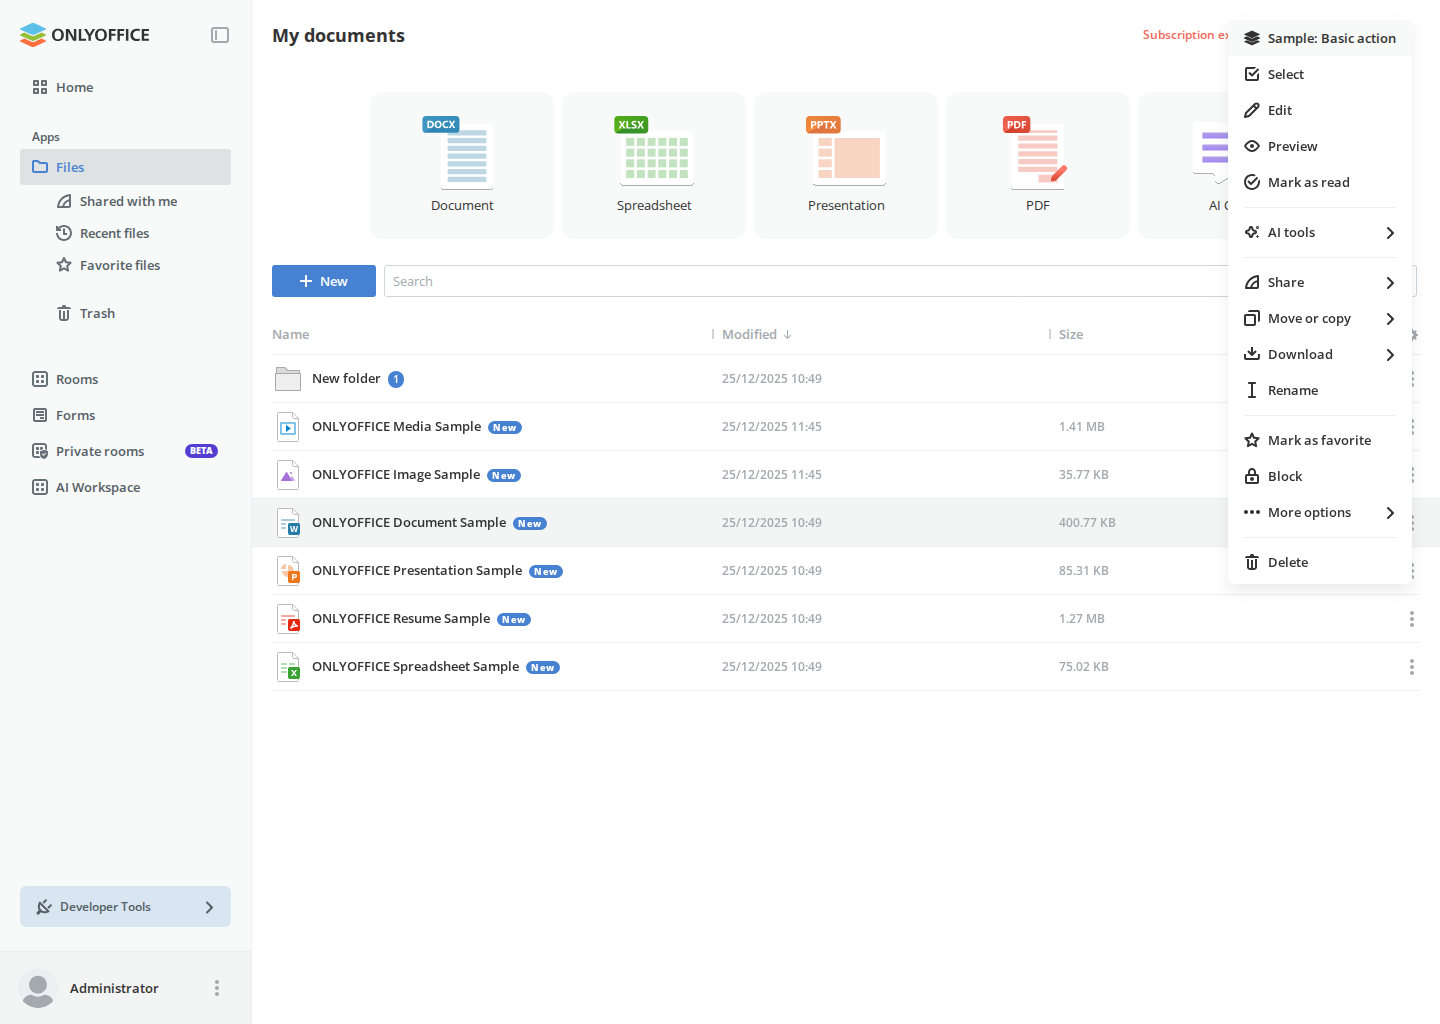 ONLYOFFICE
Home
Apps
Files
Shared with me
Recent files
Favorite files
Trash
Rooms
Forms
Private rooms BETA
AI Workspace
Developer Tools
Administrator
My documents
Subscription
DOCX
Document
XLSX
Spreadsheet
PPTX
Presentation
PDF
PDF
AI
New
Search
Name Modified Size
New folder 1 25/12/2025 10:49
ONLYOFFICE Media Sample New 25/12/2025 11:45 1.41 MB
ONLYOFFICE Image Sample New 25/12/2025 11:45 35.77 KB
ONLYOFFICE Document Sample New 25/12/2025 10:49 400.77 KB
W
ONLYOFFICE Presentation Sample New 25/12/2025 10:49 85.31 KB
P
ONLYOFFICE Resume Sample New 25/12/2025 10:49 1.27 MB
ONLYOFFICE Spreadsheet Sample New 25/12/2025 10:49 75.02 KB
X
Sample: Basic action
Select
Edit
Preview
Mark as read
AI tools
Share
Move or copy
Download
Rename
Mark as favorite
Block
More options
Delete